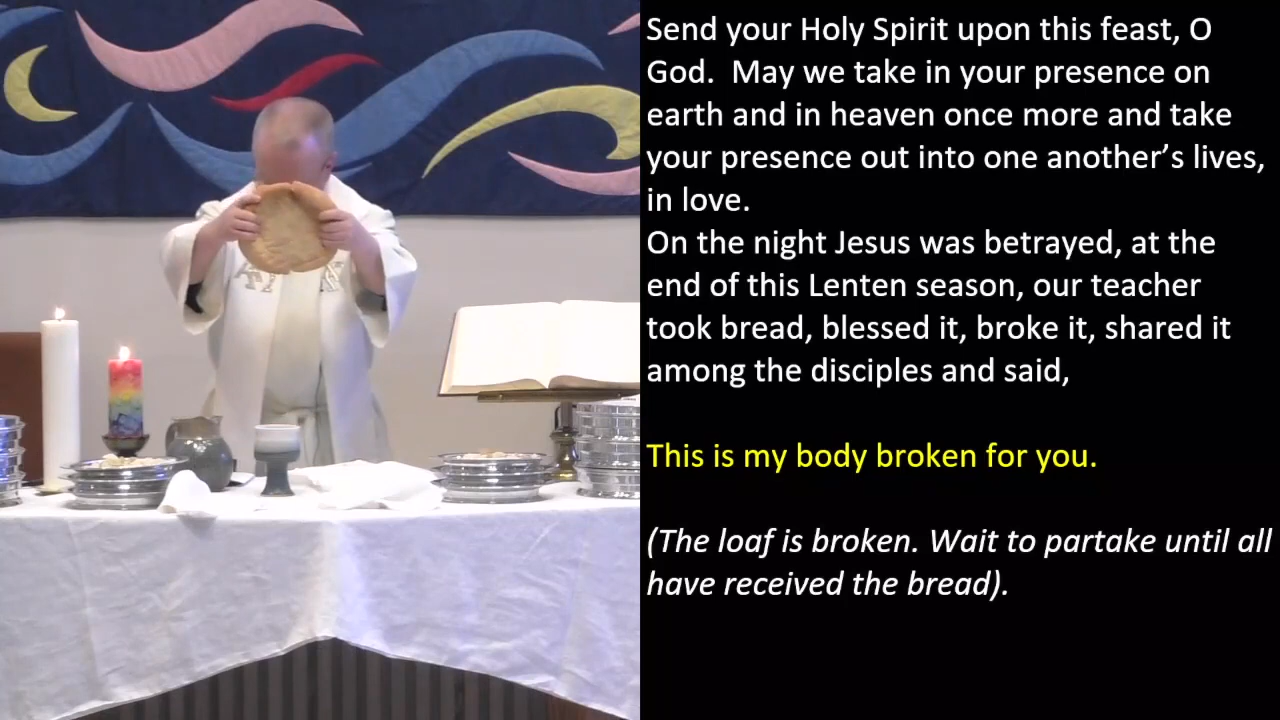 Send your Holy Spirit upon this feast, O
God.  May we take in your presence on
earth and in heaven once more and take
your presence out into one another’s lives,
in love.
On the night Jesus was betrayed, at the
end of this Lenten season, our teacher
took bread, blessed it, broke it, shared it
among the disciples and said,
This is my body broken for you.
(The loaf is broken. Wait to partake until all
have received the bread).